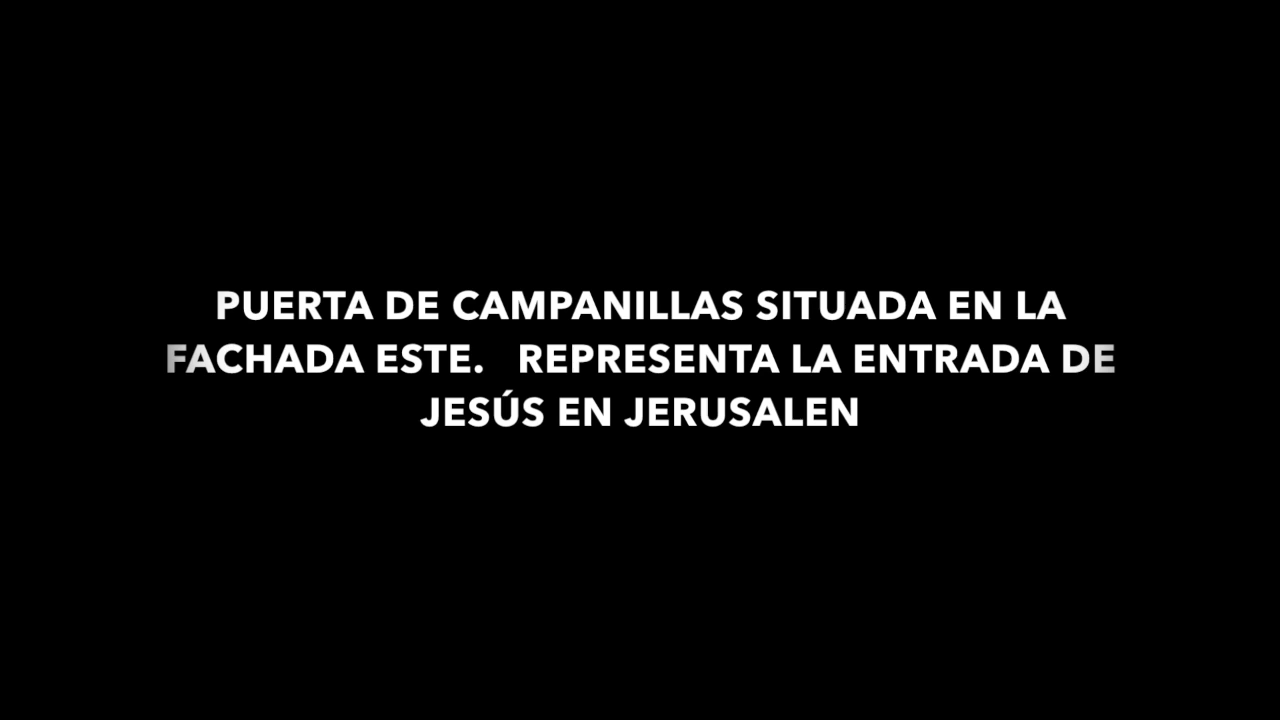 PUERTA DE CAMPANILLAS SITUADA EN LA
FACHADA ESTE.   REPRESENTA LA ENTRADA DE
JESÚS EN JERUSALEN